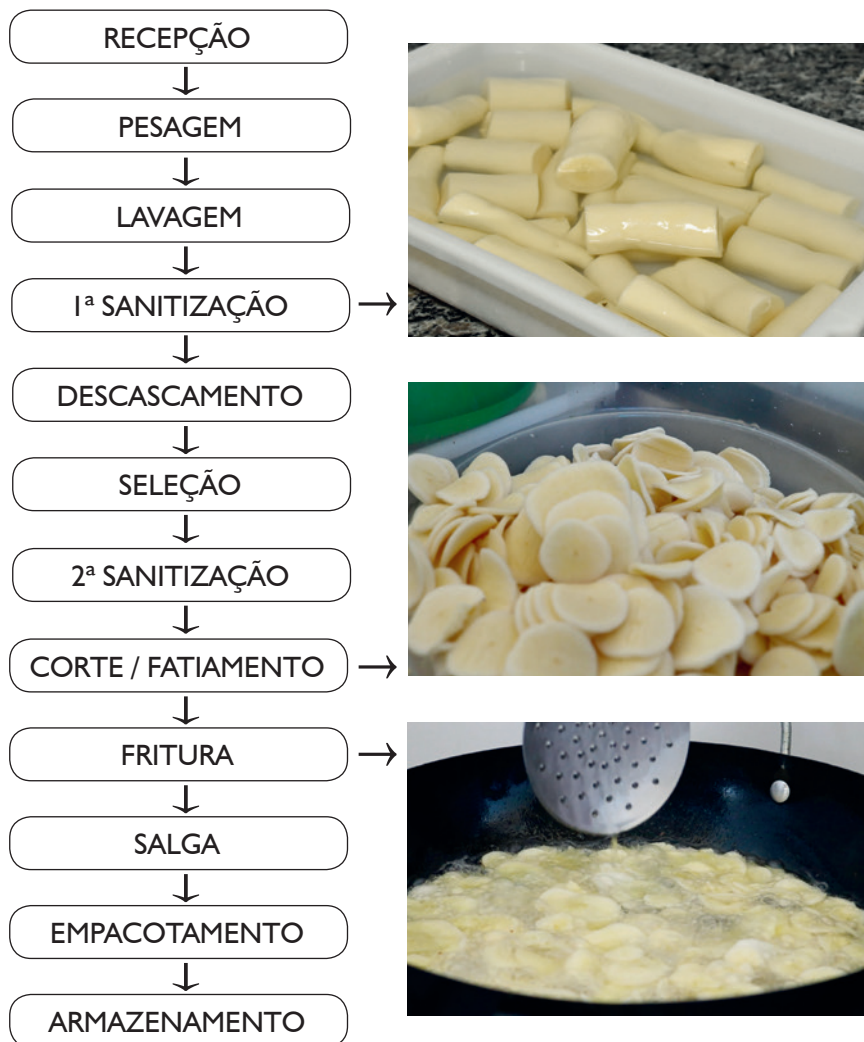 RECEPÇÃO
PESAGEM
LAVAGEM
1ª SANITIZAÇÃO
DESCASCAMENTO
SELEÇÃO
2ª SANITIZAÇÃO
CORTE / FATIAMENTO
FRITURA
SALGA
EMPACOTAMENTO
ARMAZENAMENTO